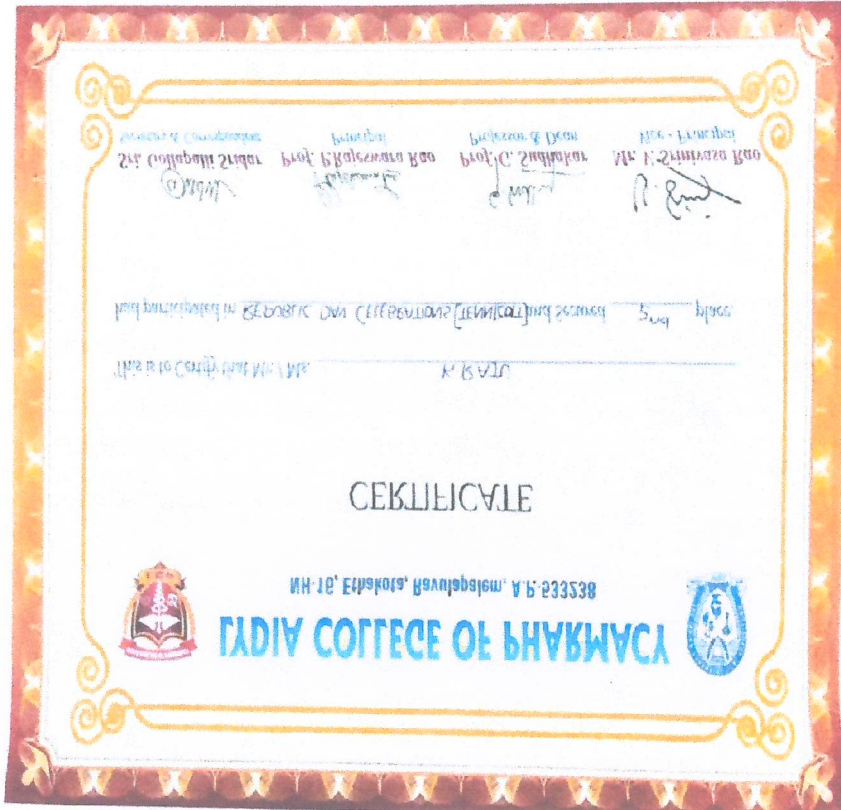 LYDIA COLLEGE OF PHARMACY
NH-16, Ethakota, Ravulapalem, A.P.-533238
CERTIFICATE
This is to Certify that Mr. / Ms. K. RAJU
had participated in REPUBLIC DAY CELEBRATIONS [TENNICOIT] and Secured 2nd place
Sri. Gollapalli Sridar Prof. P.Rajeswara Rao Prof. G. Sudhakar Mr. V.Srinivasa Rao
Secretary & Correspondent Principal Professor & Dean Vice - Principal